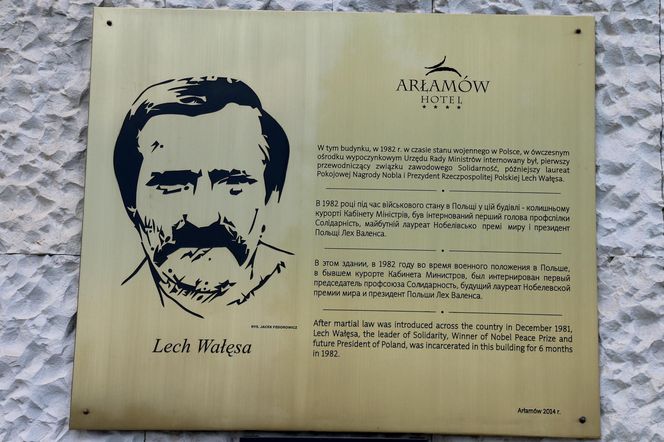 ARŁAMÓW
HOTEL
W tym budynku, w 1982 r. w czasie stanu wojennego w Polsce, w ówczesnym
ośrodku wypoczynkowym Urzędu Rady Ministrów internowany był, pierwszy
przewodniczący związku zawodowego Solidarność, późniejszy laureat
Pokojowej Nagrody Nobla i Prezydent Rzeczpospolitej Polskiej Lech Wałęsa.
В 1982 році під час військового стану в Польщі у цій будівлі - колишньому
курорті Кабінету Міністрів, був інтернований перший голова профспілки
Солідарність, майбутній лауреат Нобелівсько премі миру і президент
Польщі Лех Валенса.
В этом здании, в 1982 году во время военного положения в Польше,
в бывшем курорте Кабинета Министров, был интернирован первый
председатель профсоюза Солидарность, будущий лауреат Нобелевской
премии мира и президент Польши Лех Валенса.
After martial law was introduced across the country in December 1981,
Lech Wałęsa, the leader of Solidarity, Winner of Nobel Peace Prize and
future President of Poland, was incarcerated in this building for 6 months
in 1982.
RYS. JACEK FEDOROWICZ
Lech Wałęsa
Arłamów 2014 r.